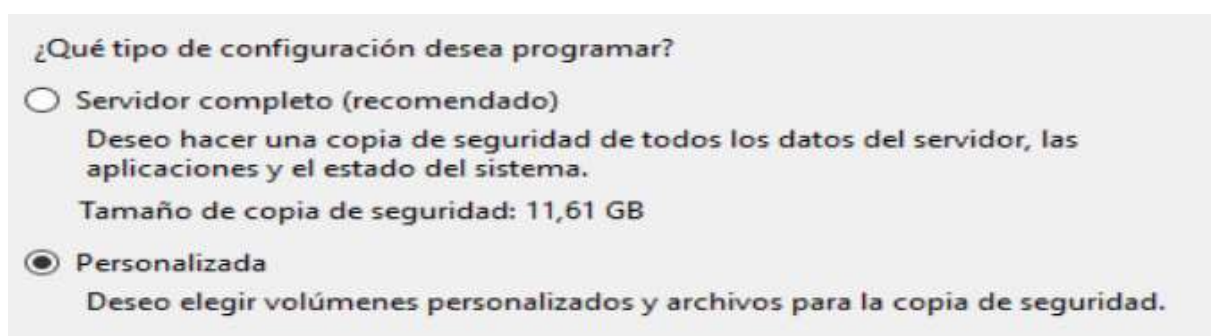 ¿Qué tipo de configuración desea programar?
Servidor completo (recomendado)
Deseo hacer una copia de seguridad de todos los datos del servidor, las
aplicaciones y el estado del sistema.
Tamaño de copia de seguridad: 11,61 GB
Personalizada
Deseo elegir volúmenes personalizados y archivos para la copia de seguridad.